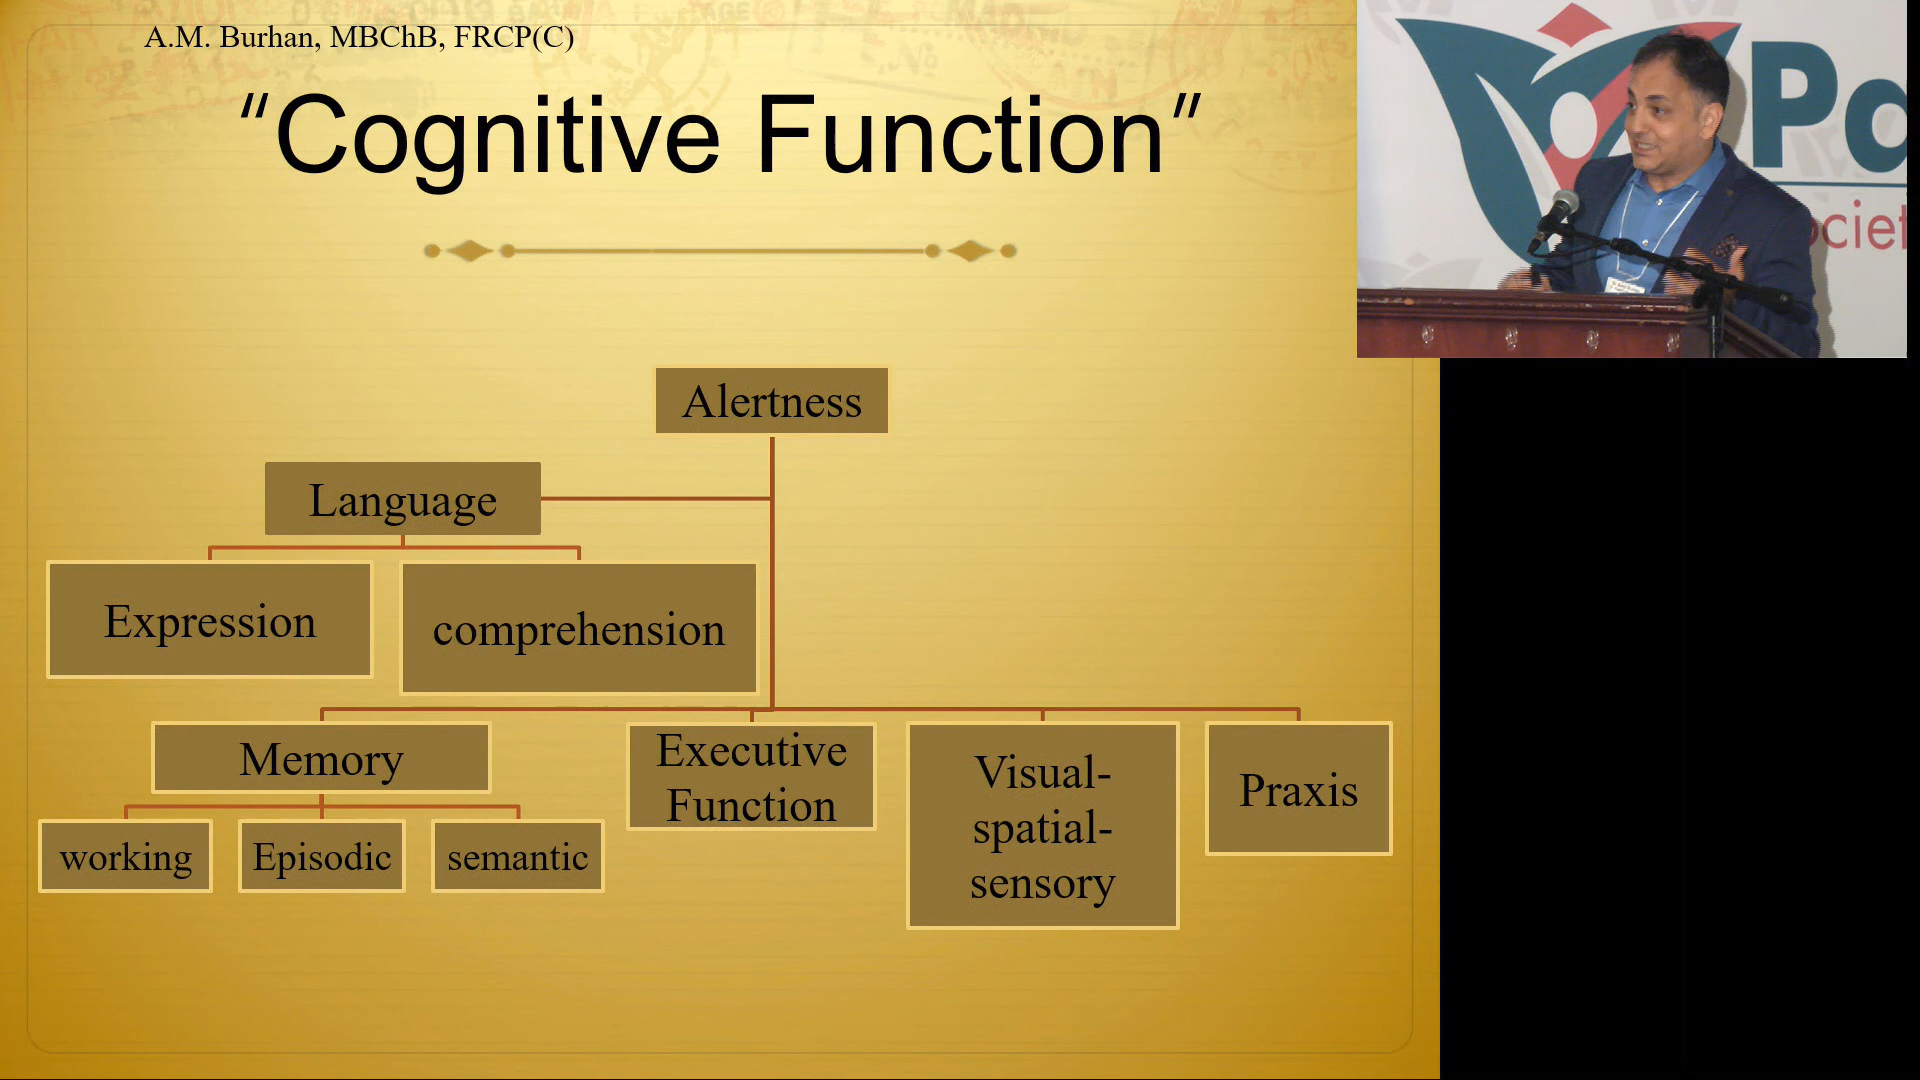 A.M. Burhan, MBChB, FRCP(C)
"Cognitive Function"
Alertness
Language
Expression
comprehension
Memory
Executive
Function
Visual-
spatial-
sensory
Praxis
working
Episodic
semantic